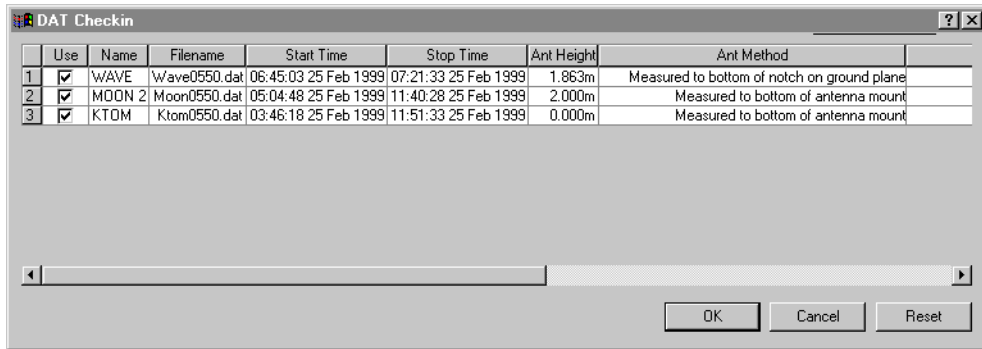 DAT Checkin
Use Name Filename Start Time Stop Time Ant Height Ant Method
1 WAVE Wave0550.dat 06:45:03 25 Feb 1999 07:21:33 25 Feb 1999 1.863m Measured to bottom of notch on ground plane
2 MOON 2 Moon0550.dat 05:04:48 25 Feb 1999 11:40:28 25 Feb 1999 2.000m Measured to bottom of antenna mount
3 KTOM Ktom0550.dat 03:46:18 25 Feb 1999 11:51:33 25 Feb 1999 0.000m Measured to bottom of antenna mount
OK Cancel Reset